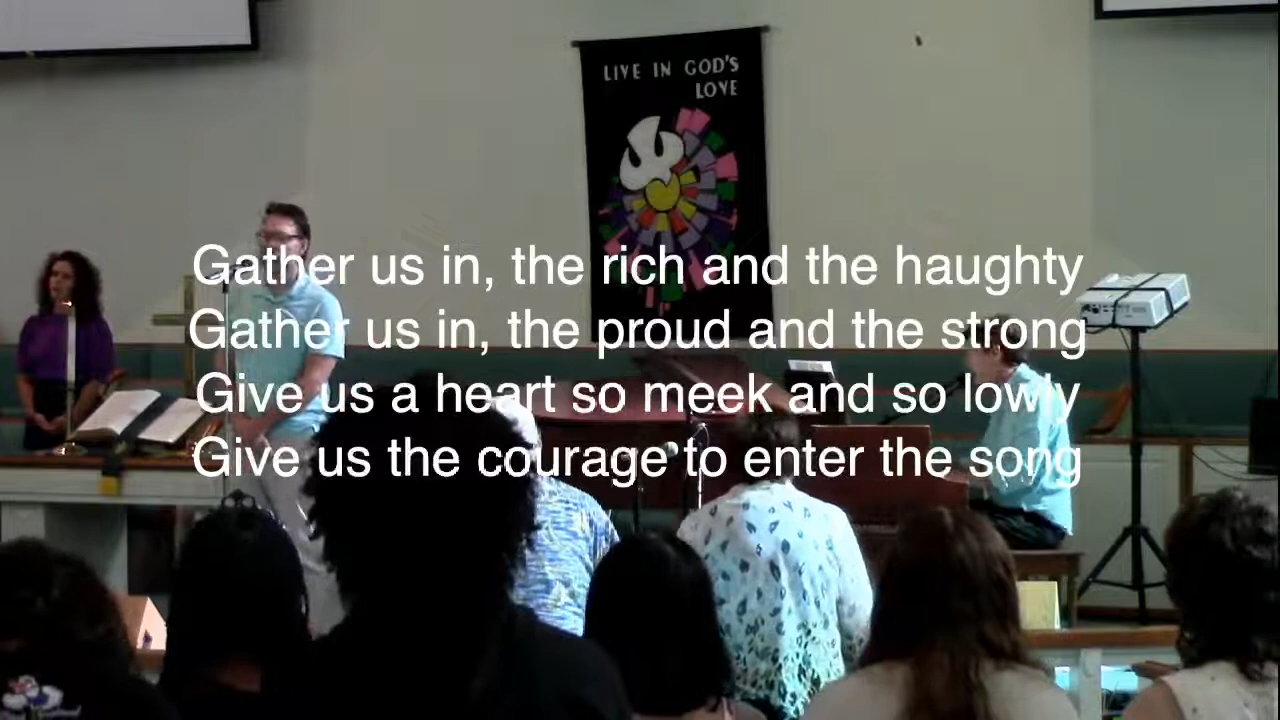 LIVE IN GOD'S
LOVE
Gather us in, the rich and the haughty
Gather us in, the proud and the strong
Give us a heart so meek and so lowly
Give us the courage to enter the song